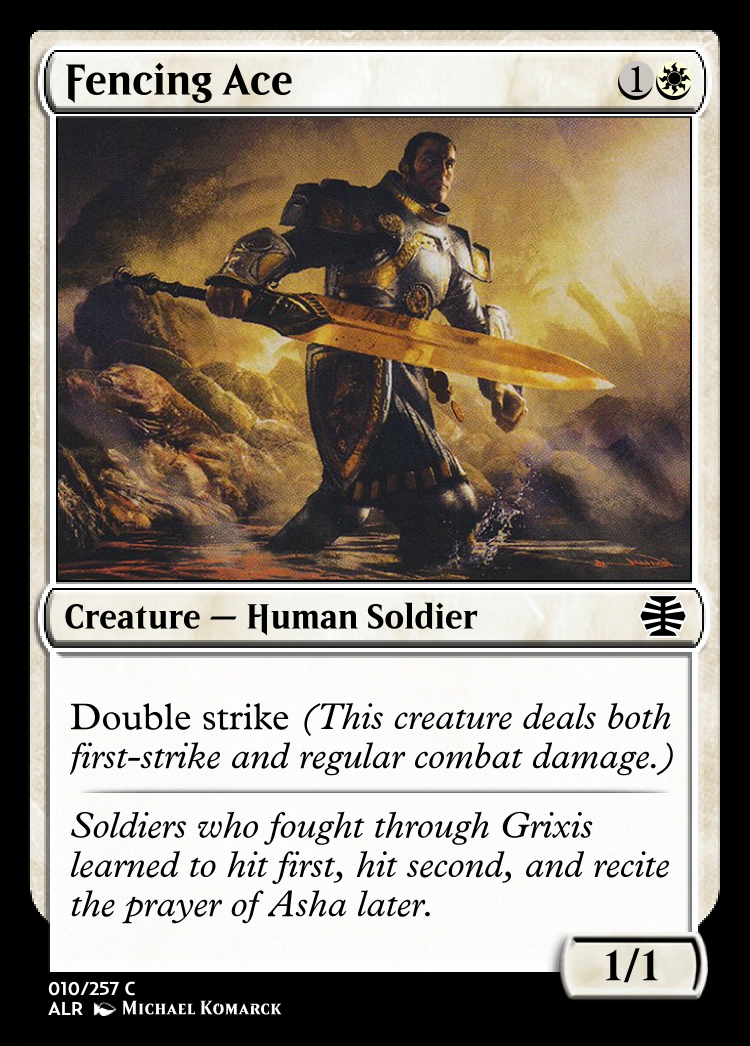 Fencing Ace
1
Creature — Human Soldier
Double strike (This creature deals both
first-strike and regular combat damage.)
Soldiers who fought through Grixis
learned to hit first, hit second, and recite
the prayer of Asha later.
1/1
010/257 C
ALR Michael Komarck